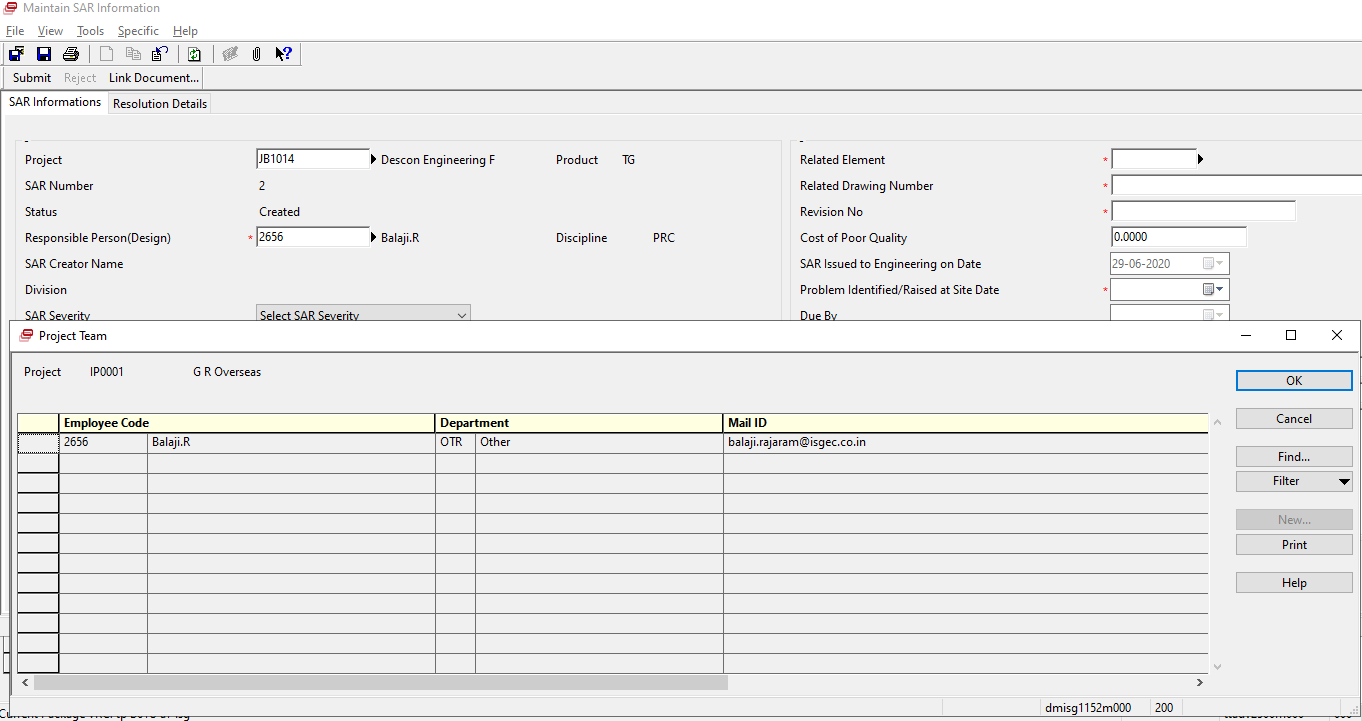 Maintain SAR Information
File View Tools Specific Help
Submit Reject Link Document...
SAR Informations Resolution Details
Project JB1014 Descon Engineering F Product TG
SAR Number 2
Status Created
Responsible Person(Design) * 2656 Balaji.R Discipline PRC
SAR Creator Name
Division
SAR Severity Select SAR Severity
Related Element *
Related Drawing Number *
Revision No *
Cost of Poor Quality 0.0000
SAR Issued to Engineering on Date 29-06-2020
Problem Identified/Raised at Site Date *
Due By
Project Team
Project IP0001 G R Overseas
Employee Code Department Mail ID
2656 Balaji.R OTR Other balaji.rajaram@isgec.co.in
OK
Cancel
Find...
Filter
New...
Print
Help
dmisg1152m000 200